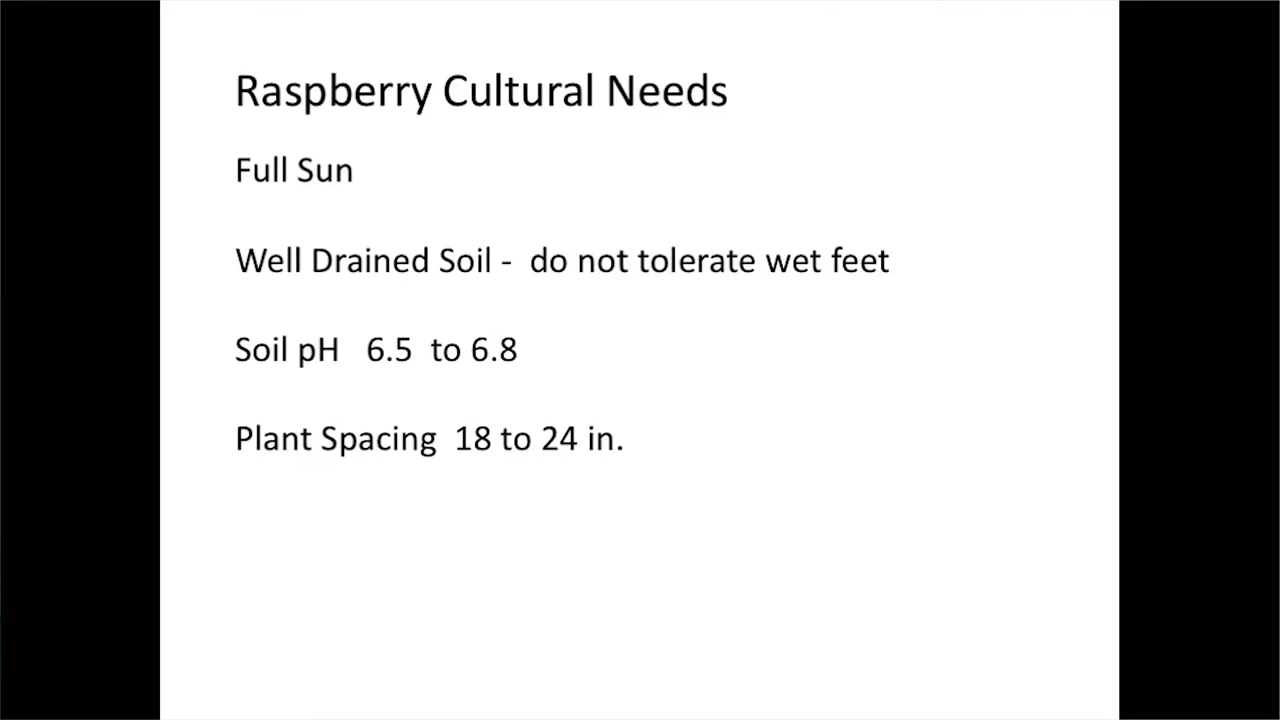 Raspberry Cultural Needs
Full Sun
Well Drained Soil -  do not tolerate wet feet
Soil pH   6.5  to 6.8
Plant Spacing  18 to 24 in.